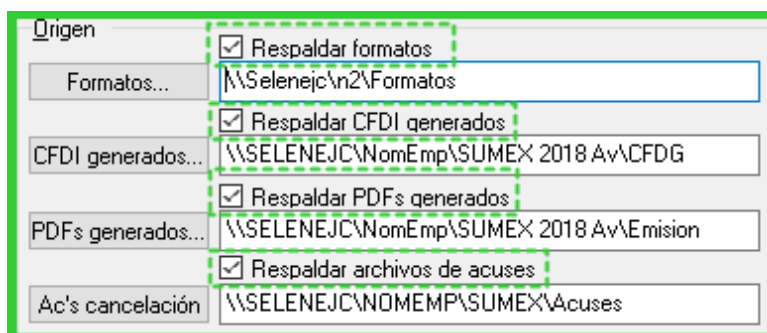 Origen
Respaldar formatos
Formatos... \\Selenejc\n2\Formatos
Respaldar CFDI generados
CFDI generados... \\SELENEJC\NomEmp\SUMEX 2018 Av\CFDG
Respaldar PDFs generados
PDFs generados... \\SELENEJC\NomEmp\SUMEX 2018 Av\Emision
Respaldar archivos de acuses
Ac's cancelación \\SELENEJC\NOMEMP\SUMEX\Acuses